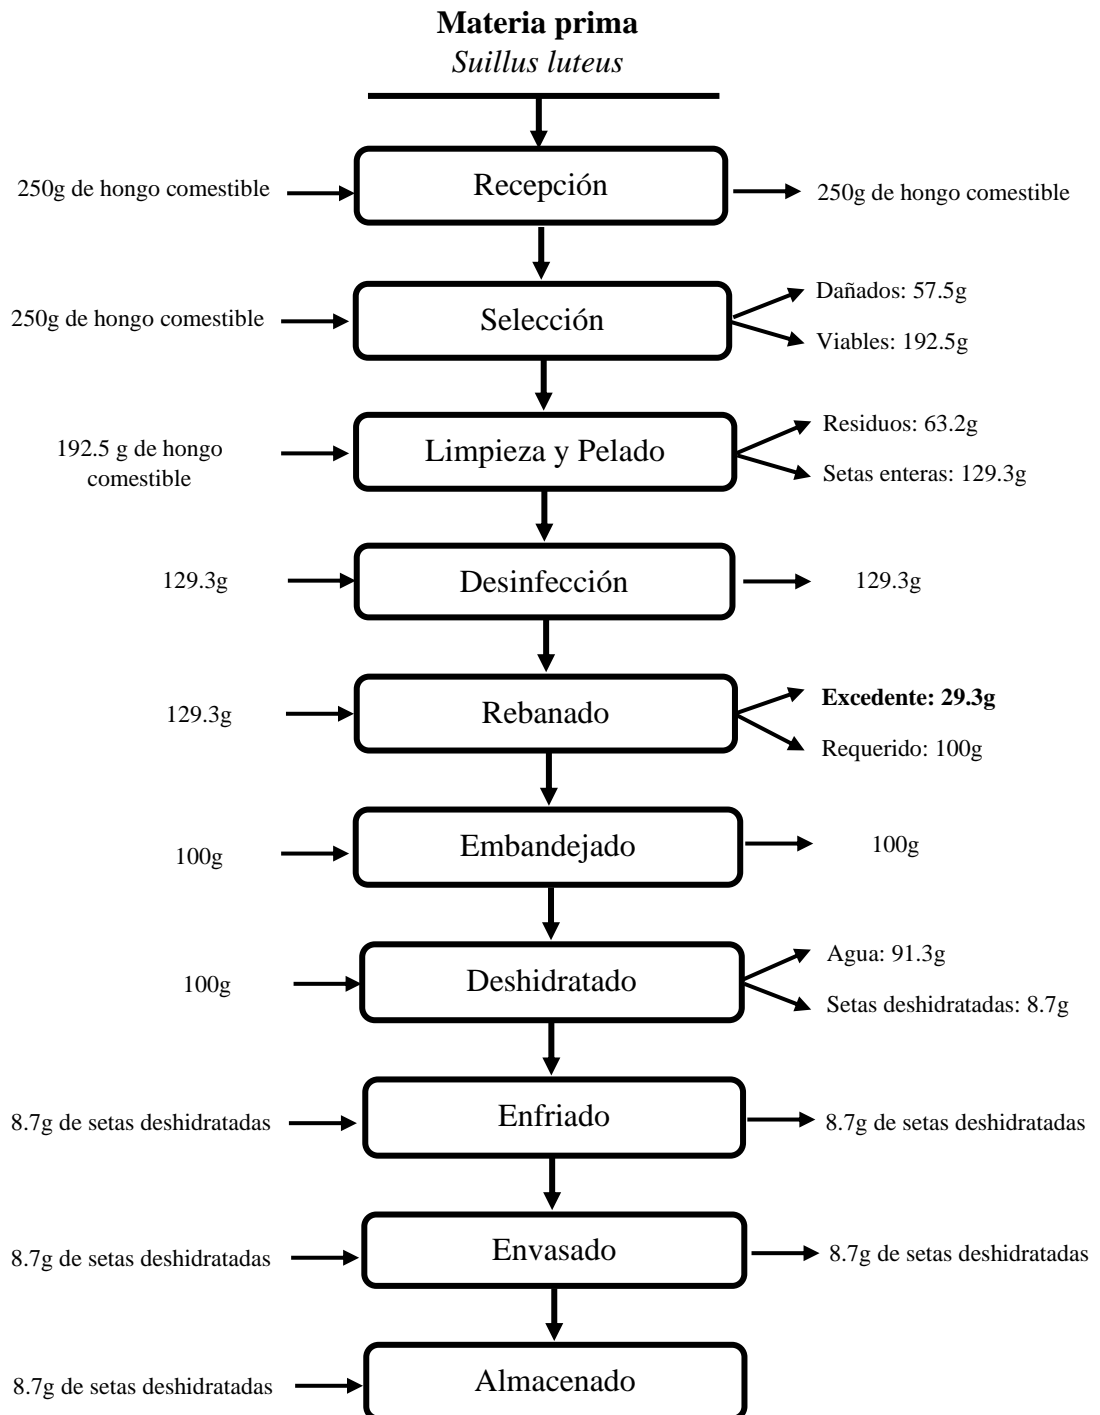 Materia prima
Suillus luteus
250g de hongo comestible
Recepción
250g de hongo comestible
250g de hongo comestible
Selección
Dañados: 57.5g
Viables: 192.5g
192.5 g de hongo
comestible
Limpieza y Pelado
Residuos: 63.2g
Setas enteras: 129.3g
129.3g
Desinfección
129.3g
129.3g
Rebanado
Excedente: 29.3g
Requerido: 100g
100g
Embandejado
100g
100g
Deshidratado
Agua: 91.3g
Setas deshidratadas: 8.7g
8.7g de setas deshidratadas
Enfriado
8.7g de setas deshidratadas
8.7g de setas deshidratadas
Envasado
8.7g de setas deshidratadas
8.7g de setas deshidratadas
Almacenado